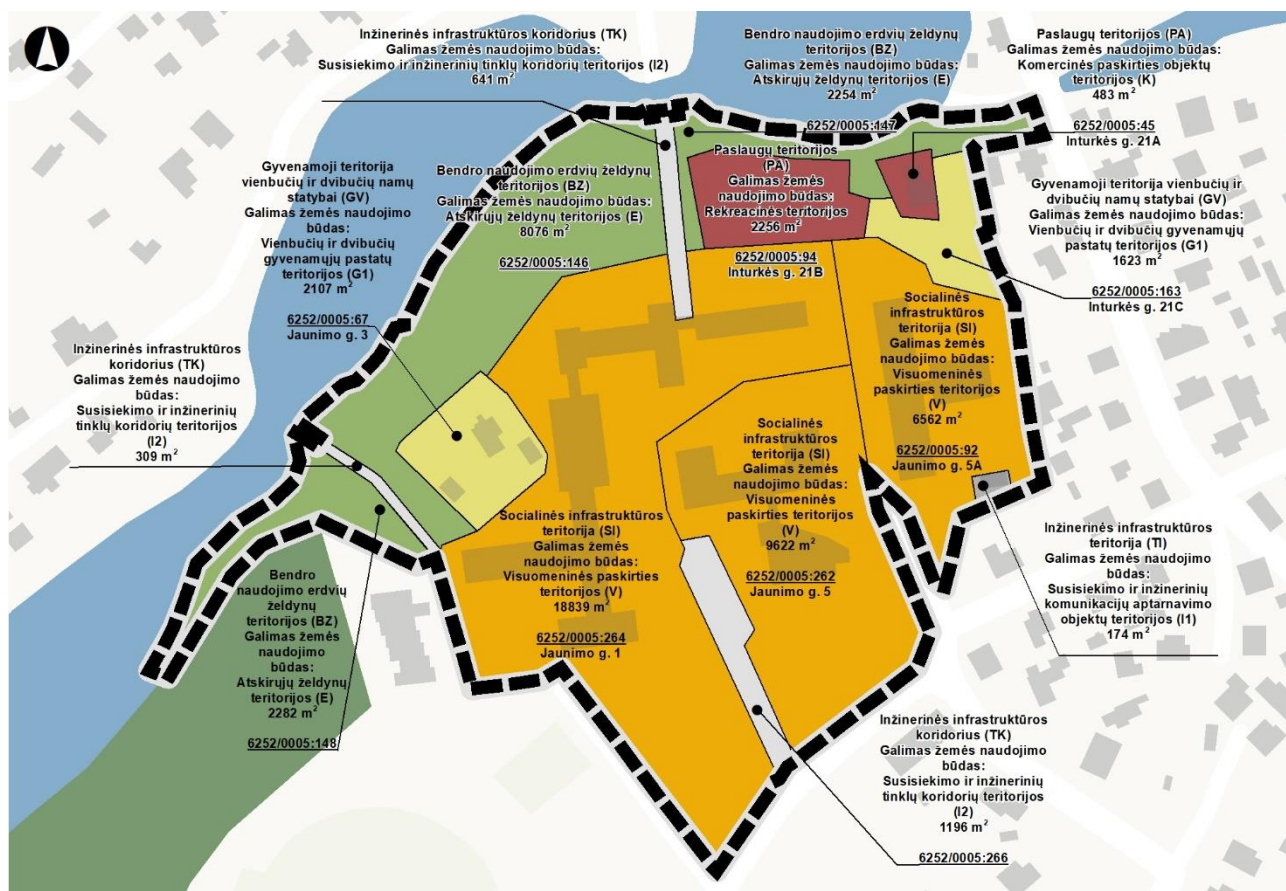 Inžinerinės infrastruktūros koridorius (TK)
Galimas žemės naudojimo būdas:
Susisiekimo ir inžinerinių tinklų koridorių teritorijos (I2)
641 m²
Bendro naudojimo erdvių želdynų
teritorijos (BZ)
Galimas žemės naudojimo būdas:
Atskirųjų želdynų teritorijos (E)
2254 m²
6252/0005:147
Paslaugų teritorijos (PA)
Galimas žemės naudojimo būdas:
Komercinės paskirties objektų
teritorijos (K)
483 m²
6252/0005:45
Inturkės g. 21A
Gyvenamoji teritorija
vienbučių ir dvibučių namų
statybai (GV)
Galimas žemės naudojimo
būdas:
Vienbučių ir dvibučių
gyvenamųjų pastatų
teritorijos (G1)
2107 m²
6252/0005:67
Jaunimo g. 3
Bendro naudojimo erdvių želdynų
teritorijos (BZ)
Galimas žemės naudojimo būdas:
Atskirųjų želdynų teritorijos (E)
8076 m²
6252/0005:146
Paslaugų teritorijos
(PA)
Galimas žemės
naudojimo būdas:
Rekreacinės teritorijos
2256 m²
6252/0005:94
Inturkės g. 21B
Gyvenamoji teritorija vienbučių ir
dvibučių namų statybai (GV)
Galimas žemės naudojimo būdas:
Vienbučių ir dvibučių gyvenamųjų
pastatų teritorijos (G1)
1623 m²
6252/0005:163
Inturkės g. 21C
Inžinerinės infrastruktūros
koridorius (TK)
Galimas žemės naudojimo
būdas:
Susisiekimo ir inžinerinių
tinklų koridorių teritorijos
(I2)
309 m²
Socialinės
infrastruktūros
teritorija (SI)
Galimas žemės
naudojimo būdas:
Visuomeninės
paskirties teritorijos
(V)
6562 m²
6252/0005:92
Jaunimo g. 5A
Socialinės
infrastruktūros
teritorija (SI)
Galimas žemės
naudojimo būdas:
Visuomeninės
paskirties teritorijos
(V)
9622 m²
6252/0005:262
Jaunimo g. 5
Socialinės infrastruktūros
teritorija (SI)
Galimas žemės
naudojimo būdas:
Visuomeninės paskirties
teritorijos (V)
18839 m²
6252/0005:264
Jaunimo g. 1
Inžinerinės infrastruktūros
teritorija (TI)
Galimas žemės naudojimo
būdas:
Susisiekimo ir inžinerinių
komunikacijų aptarnavimo
objektų teritorijos (I1)
174 m²
Bendro
naudojimo erdvių
želdynų
teritorijos (BZ)
Galimas žemės
naudojimo
būdas:
Atskirųjų želdynų
teritorijos (E)
2282 m²
6252/0005:148
Inžinerinės infrastruktūros
koridorius (TK)
Galimas žemės naudojimo
būdas:
Susisiekimo ir inžinerinių
tinklų koridorių teritorijos
(I2)
1196 m²
6252/0005:266